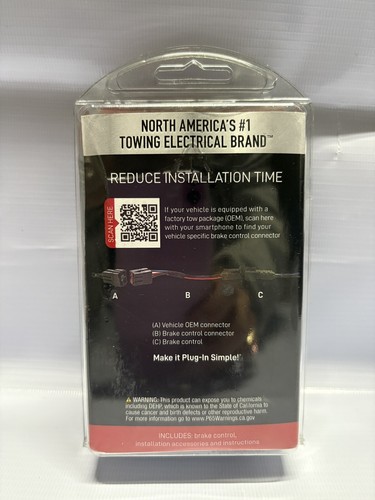 NORTH AMERICA'S #1
TOWING ELECTRICAL BRAND™
REDUCE INSTALLATION TIME
SCAN HERE
If your vehicle is equipped with a
factory tow package (OEM), scan here
with your smartphone to find your
vehicle specific brake control connector
A B C
(A) Vehicle OEM connector
(B) Brake control connector
(C) Brake control
Make it Plug-In Simple!
⚠ WARNING: This product can expose you to chemicals
including DEHP, which is known to the State of California to
cause cancer and birth defects or other reproductive harm.
For more information go to www.P65Warnings.ca.gov
INCLUDES: brake control,
installation accessories and instructions